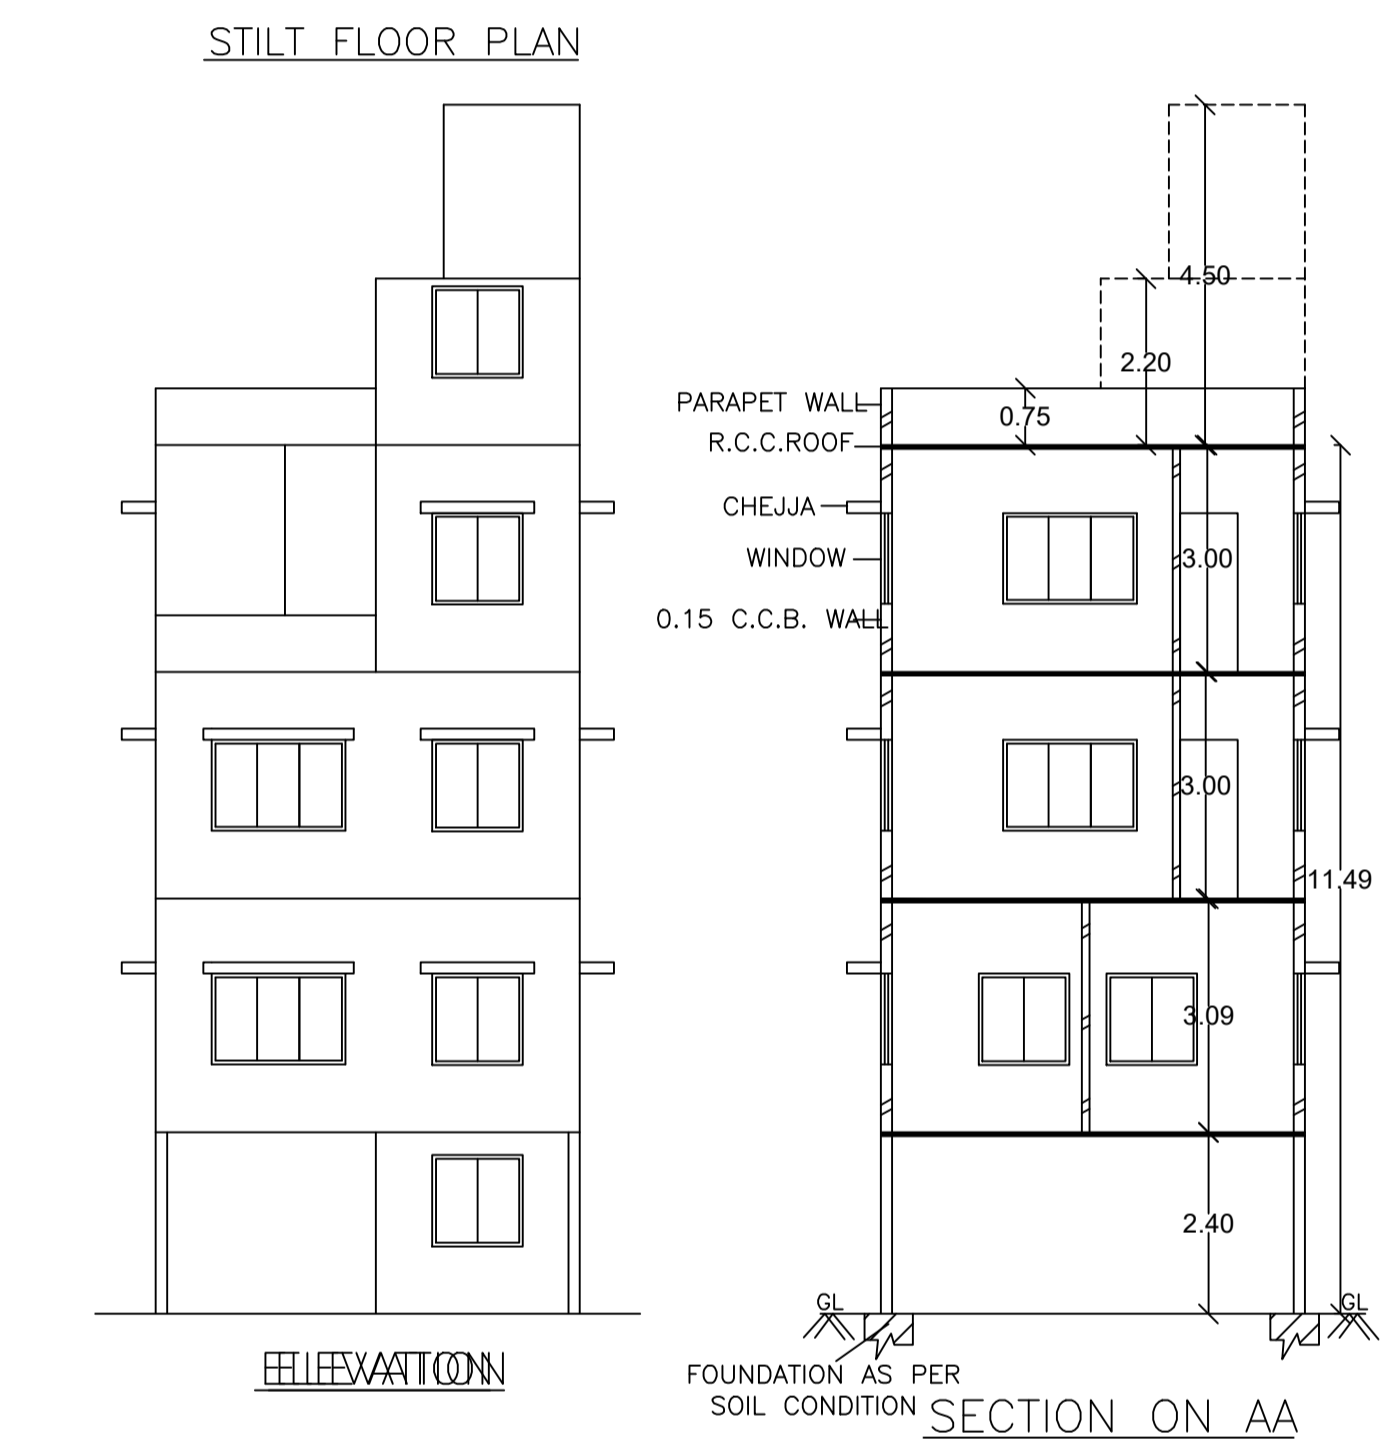 STILT FLOOR PLAN
4.50
2.20
PARAPET WALL
0.75
R.C.C.ROOF
CHEJJA
WINDOW
3.00
0.15 C.C.B. WALL
3.00
11.49
3.09
2.40
GL
GL
ELEVATION
FOUNDATION AS PER
SOIL CONDITION
SECTION ON AA